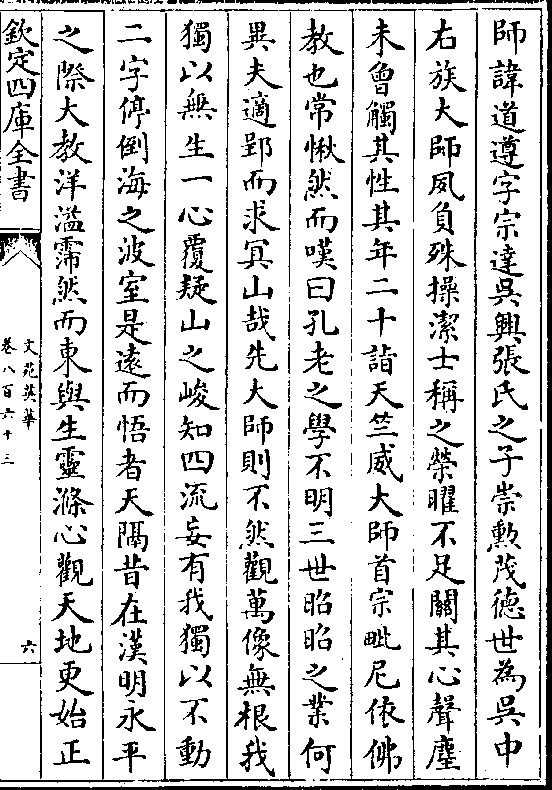 師諱道遵字宗達吳興張氏之子崇勲茂德世為吳中
右族大師夙負殊操潔士稱之榮曜不足關其心聲塵
未曾觸其性其年二十詣天竺威大師首宗毗尼依佛
教也常愀然而嘆曰孔老之學不明三世昭昭之業何
異夫適郢而求冥山哉先大師則不然觀萬像無根我
獨以無生一心覆疑山之峻知四流妄有我獨以不動
二字停倒海之波室是遠而悟者天隔昔在漢明永平
之際大教洋溢霈然而東與生靈滌心觀天地更始正
欽定四庫全書
文苑英華
卷八百六十三
六